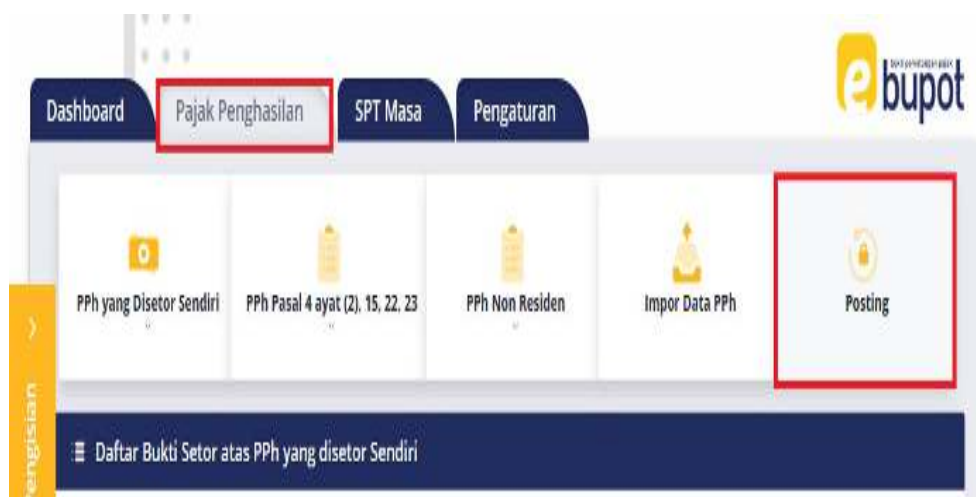 bupot
Dashboard
Pajak Penghasilan
SPT Masa
Pengaturan
PPh yang Disetor Sendiri
PPh Pasal 4 ayat (2), 15, 22, 23
PPh Non Residen
Impor Data PPh
Posting
engisian
Daftar Bukti Setor atas PPh yang disetor Sendiri